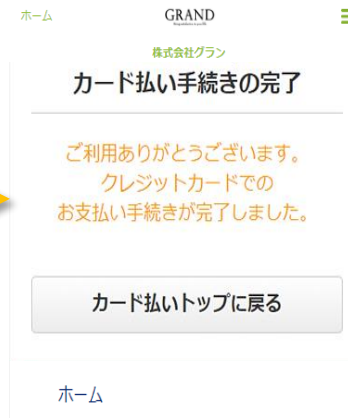 ホーム
GRAND
株式会社グラン
カード払い手続きの完了
ご利用ありがとうございます。
クレジットカードでの
お支払い手続きが完了しました。
カード払いトップに戻る
ホーム